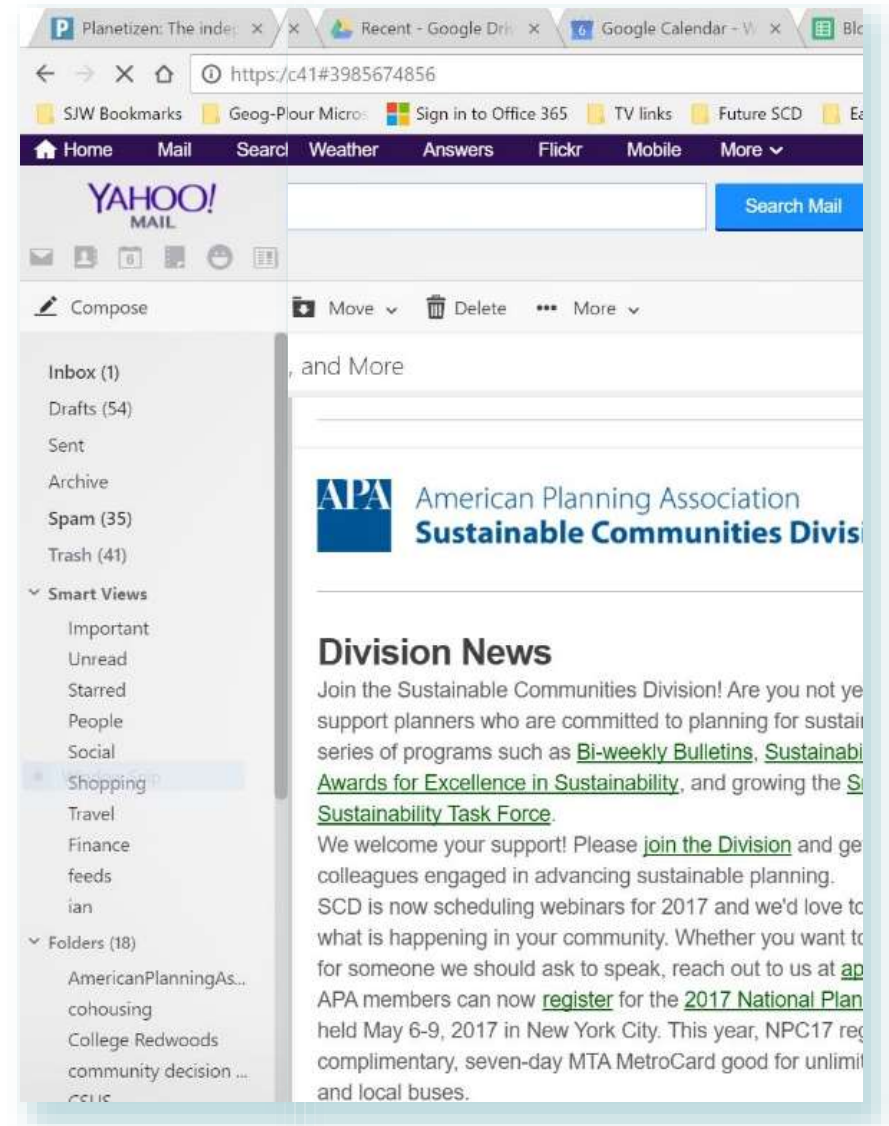 Planetizen: The inde
Recent - Google Dri
Google Calendar - W
Blo
https:/c41#3985674856
SJW Bookmarks
Geog-Plour Micros
Sign in to Office 365
TV links
Future SCD
Ea
Home
Mail
Searc
Weather
Answers
Flickr
Mobile
More
YAHOO!
MAIL
Search Mail
6
Compose
Move
Delete
More
, and More
Inbox (1)
Drafts (54)
Sent
Archive
Spam (35)
Trash (41)
Smart Views
Important
Unread
Starred
People
Social
Shopping
Travel
Finance
feeds
ian
Folders (18)
AmericanPlanningAs...
cohousing
College Redwoods
community decision ...
CSUS
APA
American Planning Association
Sustainable Communities Divisi
Division News
Join the Sustainable Communities Division! Are you not ye
support planners who are committed to planning for sustai
series of programs such as Bi-weekly Bulletins, Sustainabi
Awards for Excellence in Sustainability, and growing the S
Sustainability Task Force.
We welcome your support! Please join the Division and ge
colleagues engaged in advancing sustainable planning.
SCD is now scheduling webinars for 2017 and we'd love to
what is happening in your community. Whether you want to
for someone we should ask to speak, reach out to us at ap
APA members can now register for the 2017 National Plan
held May 6-9, 2017 in New York City. This year, NPC17 reg
complimentary, seven-day MTA MetroCard good for unlimit
and local buses.